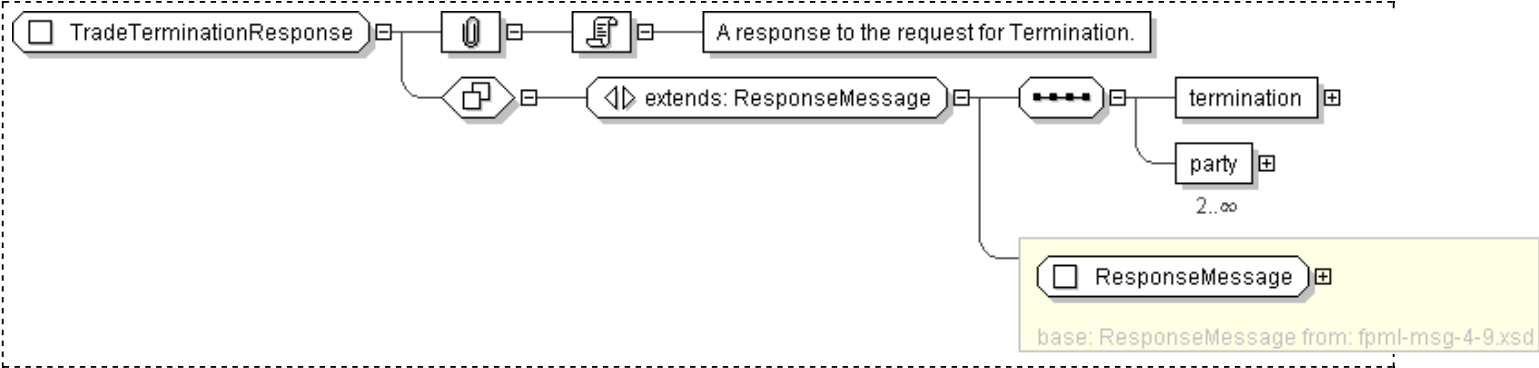 TradeTerminationResponse
A response to the request for Termination.
extends: ResponseMessage
termination
party
2..∞
ResponseMessage
base: ResponseMessage from: fpml-msg-4-9.xsd